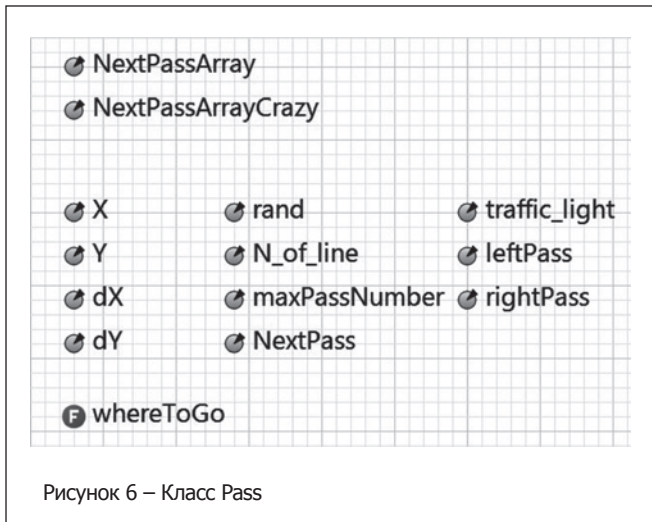 NextPassArray
NextPassArrayCrazy
X rand traffic_light
Y N_of_line leftPass
dX maxPassNumber rightPass
dY NextPass
F whereToGo
Рисунок 6 – Класс Pass